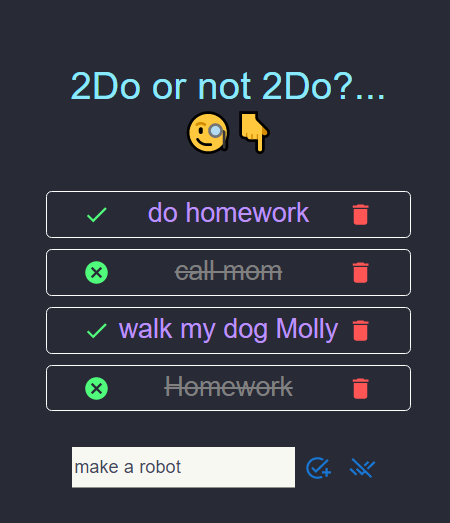 2Do or not 2Do?...
🧐👇
do homework
call mom
walk my dog Molly
Homework
make a robot